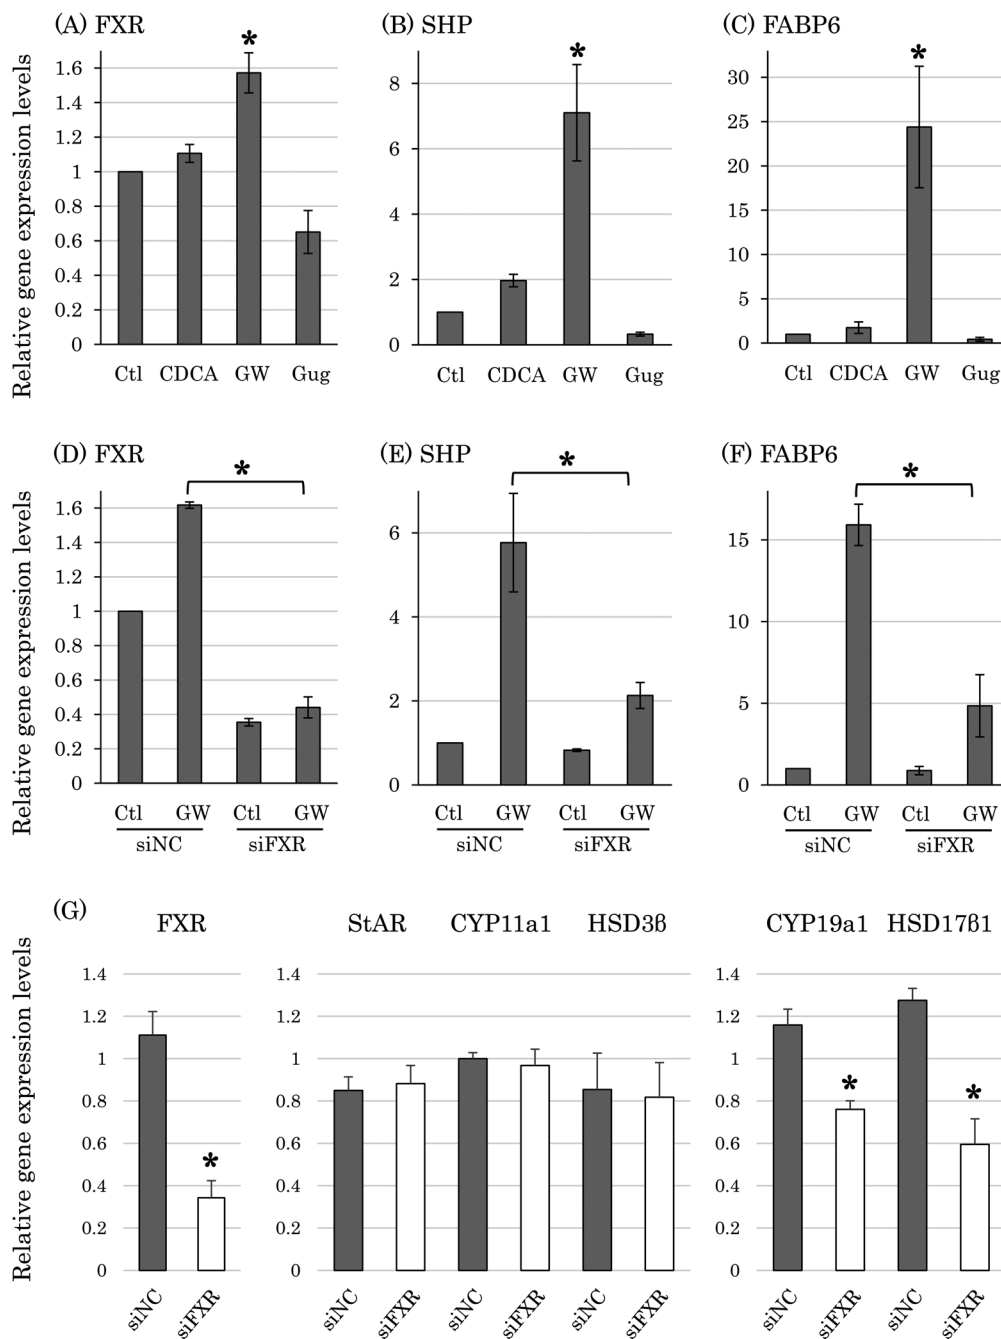 (A) FXR
(B) SHP
(C) FABP6
Relative gene expression levels
1.6
1.4
1.2
1
0.8
0.6
0.4
0.2
0
*
Ctl CDCA GW Gug
8
6
4
2
0
*
Ctl CDCA GW Gug
30
25
20
15
10
5
0
*
Ctl CDCA GW Gug
(D) FXR
(E) SHP
(F) FABP6
Relative gene expression levels
1.6
1.4
1.2
1
0.8
0.6
0.4
0.2
0
*
Ctl GW Ctl GW
siNC siFXR
6
4
2
0
*
Ctl GW Ctl GW
siNC siFXR
15
10
5
0
*
Ctl GW Ctl GW
siNC siFXR
(G)
Relative gene expression levels
FXR
1.4
1.2
1
0.8
0.6
0.4
0.2
0
*
siNC siFXR
StAR CYP11a1 HSD3ß
1.4
1.2
1
0.8
0.6
0.4
0.2
0
siNC siFXR siNC siFXR siNC siFXR
CYP19a1 HSD17ß1
1.4
1.2
1
0.8
0.6
0.4
0.2
0
* *
siNC siFXR siNC siFXR